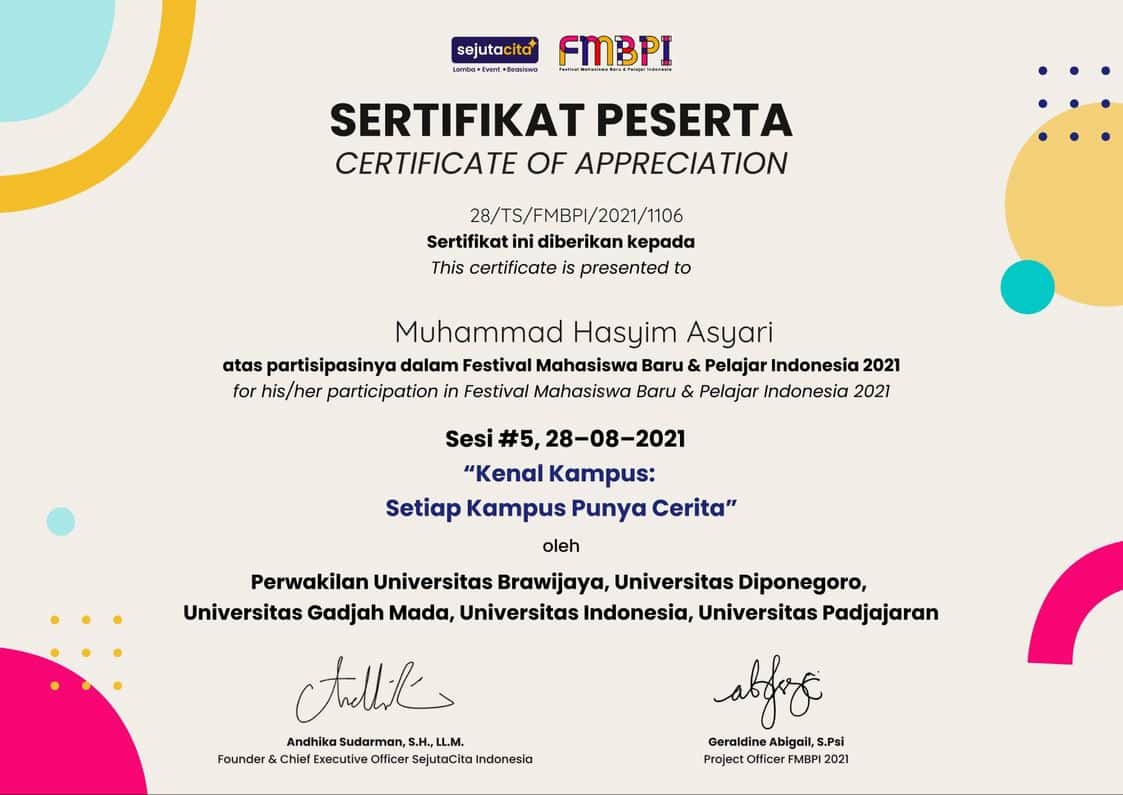 sejutacita
Lomba • Event • Beasiswa
FMBPI
Festival Mahasiswa Baru & Pelajar Indonesia
SERTIFIKAT PESERTA
CERTIFICATE OF APPRECIATION
28/TS/FMBPI/2021/1106
Sertifikat ini diberikan kepada
This certificate is presented to
Muhammad Hasyim Asyari
atas partisipasinya dalam Festival Mahasiswa Baru & Pelajar Indonesia 2021
for his/her participation in Festival Mahasiswa Baru & Pelajar Indonesia 2021
Sesi #5, 28–08–2021
“Kenal Kampus:
Setiap Kampus Punya Cerita”
oleh
Perwakilan Universitas Brawijaya, Universitas Diponegoro,
Universitas Gadjah Mada, Universitas Indonesia, Universitas Padjajaran
Andhika Sudarman, S.H., LL.M.
Founder & Chief Executive Officer SejutaCita Indonesia
Geraldine Abigail, S.Psi
Project Officer FMBPI 2021